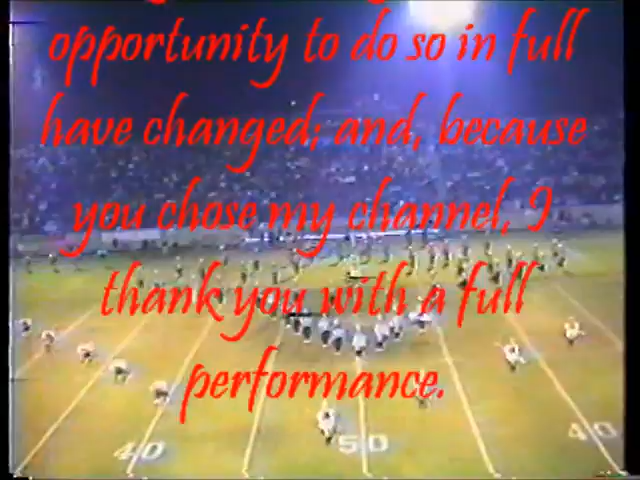 opportunity to do so in full
have changed; and, because
you chose my channel, I
thank you with a full
performance.
40 50 40